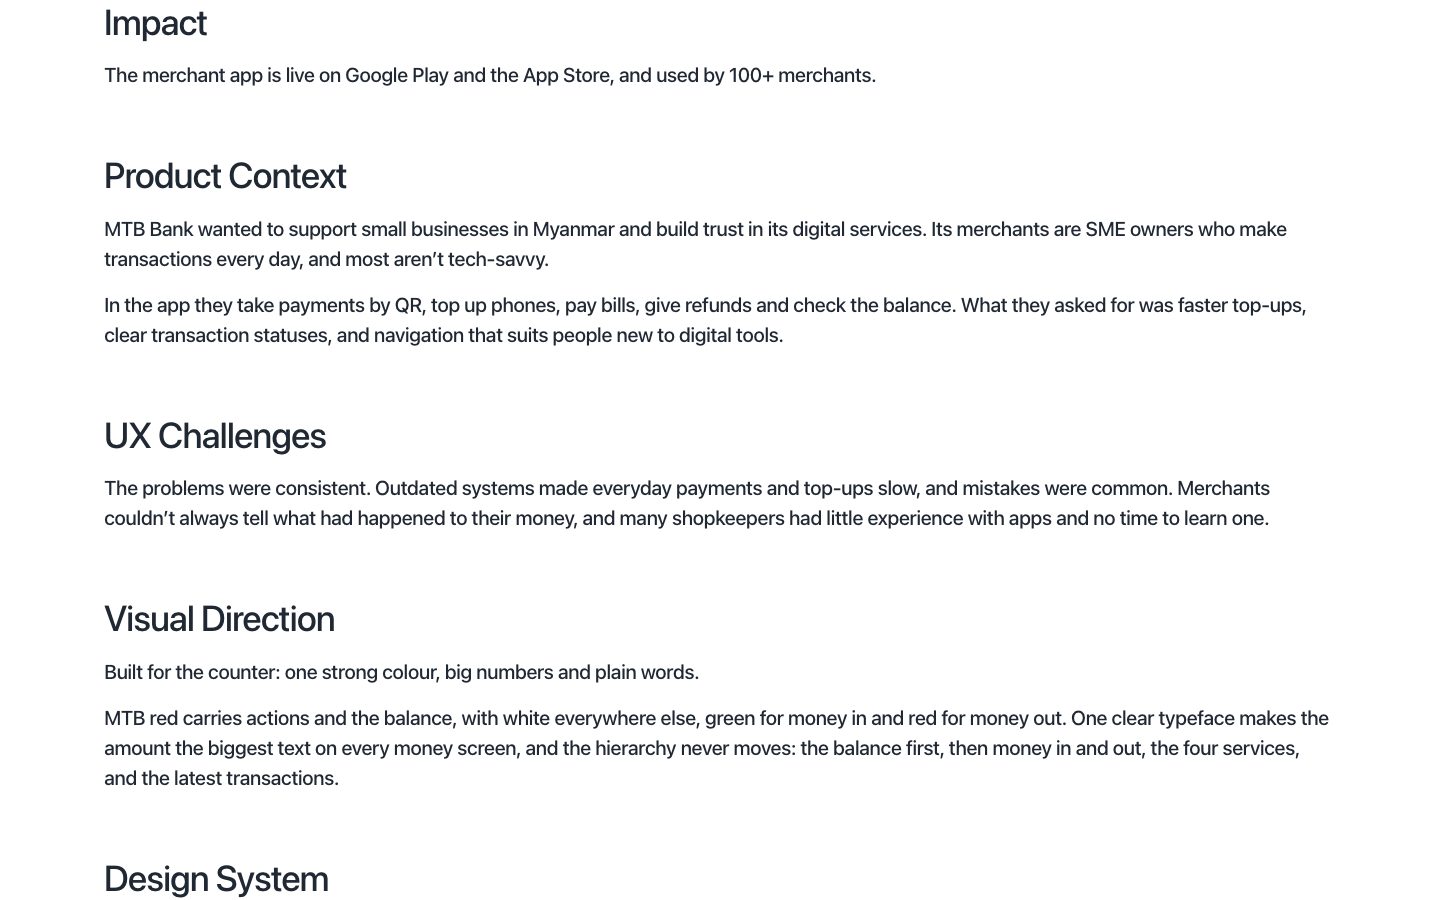 Impact
The merchant app is live on Google Play and the App Store, and used by 100+ merchants.
Product Context
MTB Bank wanted to support small businesses in Myanmar and build trust in its digital services. Its merchants are SME owners who make
transactions every day, and most aren’t tech-savvy.
In the app they take payments by QR, top up phones, pay bills, give refunds and check the balance. What they asked for was faster top-ups,
clear transaction statuses, and navigation that suits people new to digital tools.
UX Challenges
The problems were consistent. Outdated systems made everyday payments and top-ups slow, and mistakes were common. Merchants
couldn’t always tell what had happened to their money, and many shopkeepers had little experience with apps and no time to learn one.
Visual Direction
Built for the counter: one strong colour, big numbers and plain words.
MTB red carries actions and the balance, with white everywhere else, green for money in and red for money out. One clear typeface makes the
amount the biggest text on every money screen, and the hierarchy never moves: the balance first, then money in and out, the four services,
and the latest transactions.
Design System